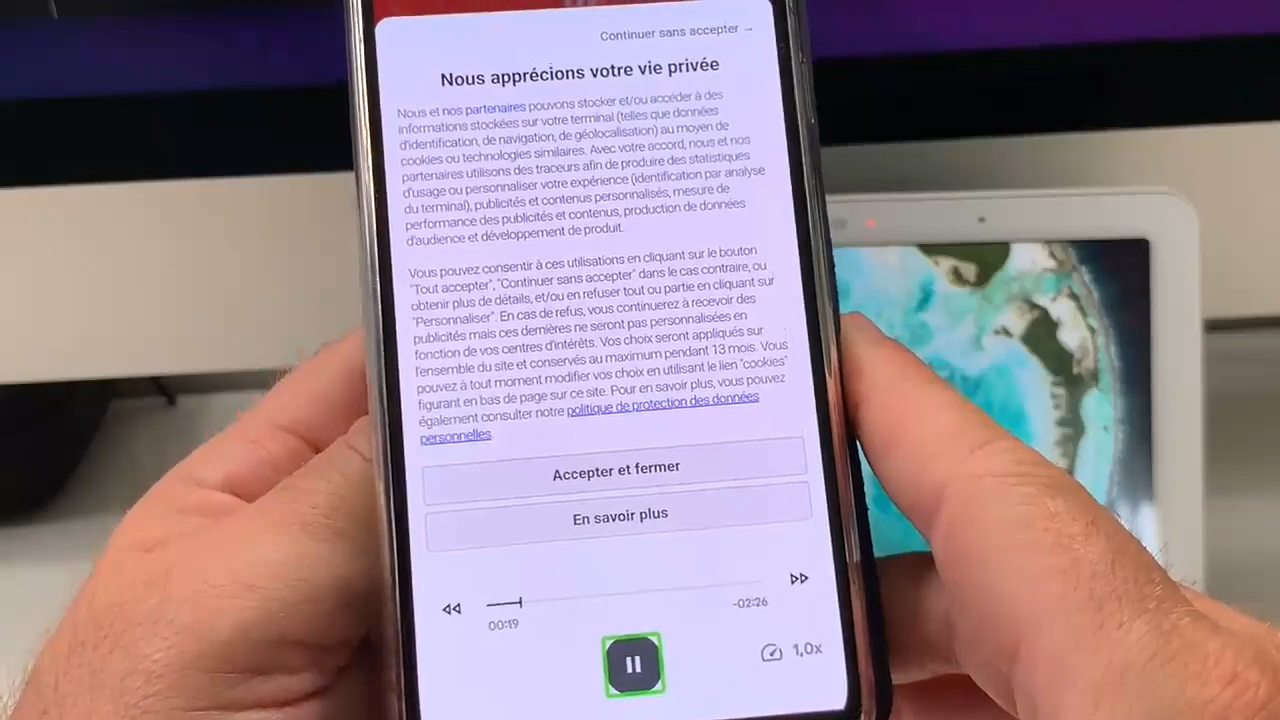 Continuer sans accepter →
Nous apprécions votre vie privée
Nous et nos partenaires pouvons stocker et/ou accéder à des
informations stockées sur votre terminal (telles que données
d'identification, de navigation, de géolocalisation) au moyen de
cookies ou technologies similaires. Avec votre accord, nous et nos
partenaires utilisons des traceurs afin de produire des statistiques
d'usage ou personnaliser votre expérience (identification par analyse
du terminal), publicités et contenus personnalisés, mesure de
performance des publicités et contenus, production de données
d'audience et développement de produit.
Vous pouvez consentir à ces utilisations en cliquant sur le bouton
"Tout accepter", "Continuer sans accepter" dans le cas contraire, ou
obtenir plus de détails, et/ou en refuser tout ou partie en cliquant sur
"Personnaliser". En cas de refus, vous continuerez à recevoir des
publicités mais ces dernières ne seront pas personnalisées en
fonction de vos centres d'intérêts. Vos choix seront appliqués sur
l'ensemble du site et conservés au maximum pendant 13 mois. Vous
pouvez à tout moment modifier vos choix en utilisant le lien "cookies"
figurant en bas de page sur ce site. Pour en savoir plus, vous pouvez
également consulter notre politique de protection des données
personnelles.
Accepter et fermer
En savoir plus
00:19
-02:26
1,0x